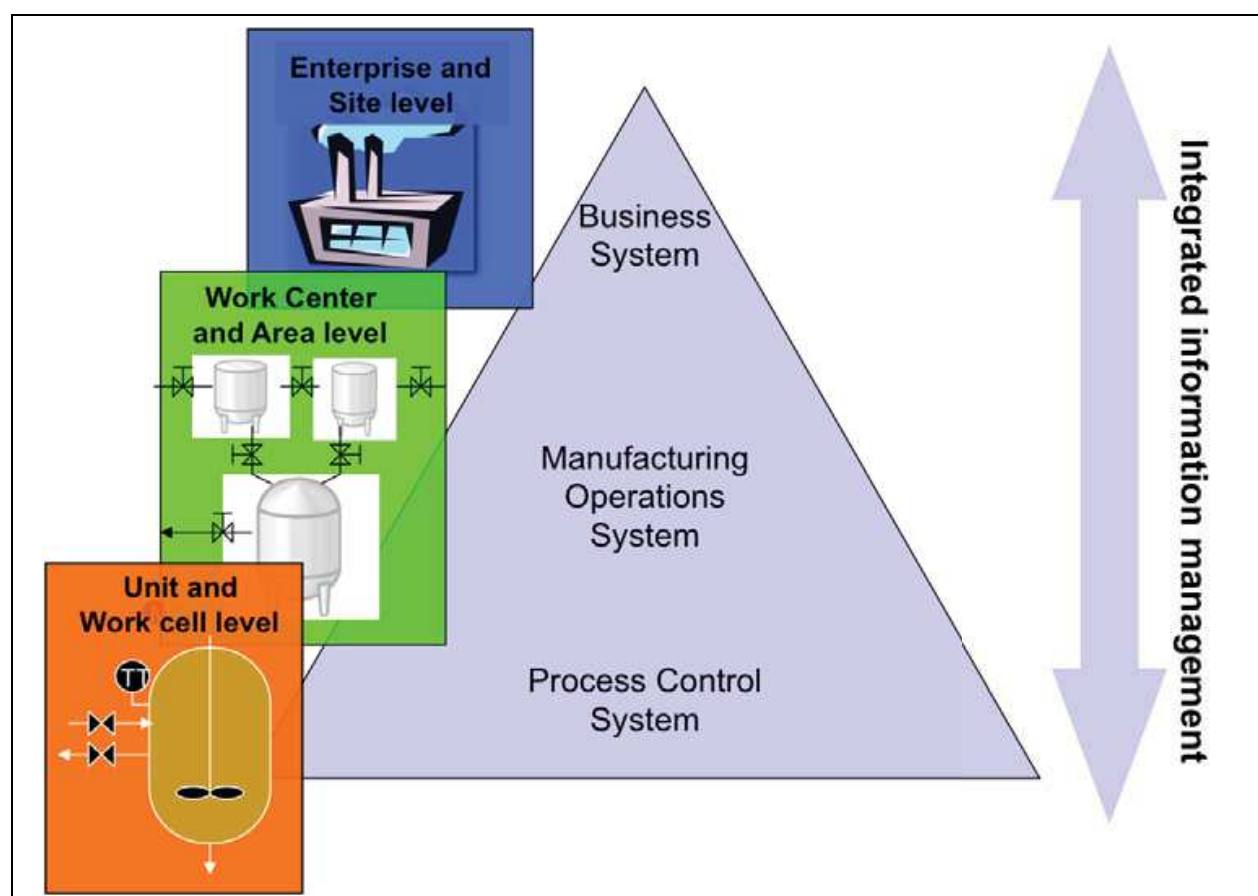 Enterprise and
Site level
Work Center
and Area level
Unit and
Work cell level
TT
Business
System
Manufacturing
Operations
System
Process Control
System
Integrated information management